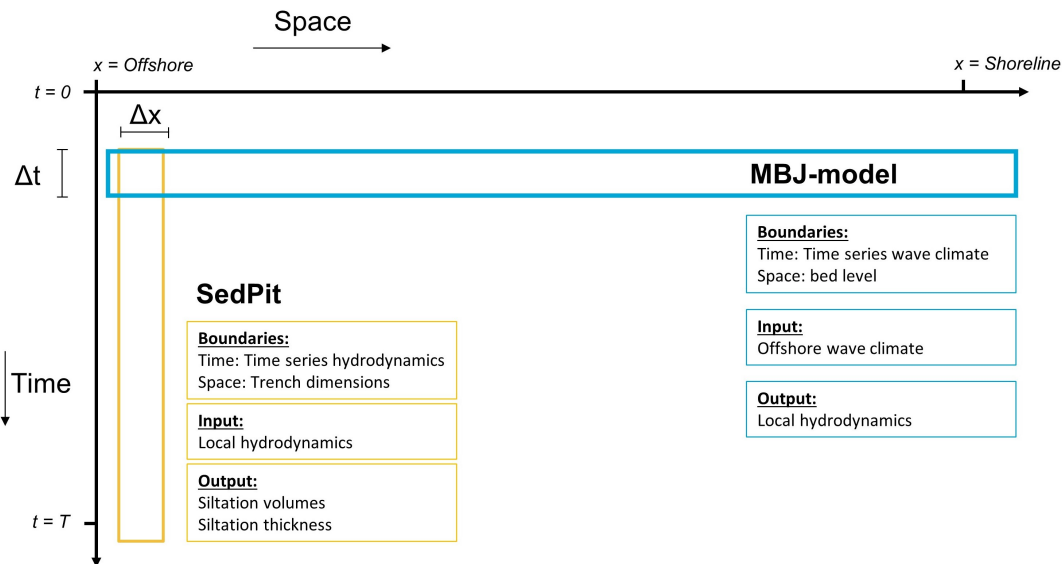 Space
x = Offshore
x = Shoreline
t = 0
Δx
Δt
MBJ-model
Boundaries:
Time: Time series wave climate
Space: bed level
Input:
Offshore wave climate
Output:
Local hydrodynamics
SedPit
Boundaries:
Time: Time series hydrodynamics
Space: Trench dimensions
Input:
Local hydrodynamics
Output:
Siltation volumes
Siltation thickness
Time
t = T